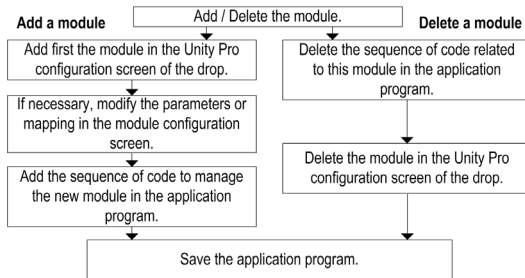 Add / Delete the module.
Add a module
Delete a module
Add first the module in the Unity Pro
configuration screen of the drop.
If necessary, modify the parameters or
mapping in the module configuration
screen.
Add the sequence of code to manage
the new module in the application
program.
Delete the sequence of code related
to this module in the application
program.
Delete the module in the Unity Pro
configuration screen of the drop.
Save the application program.